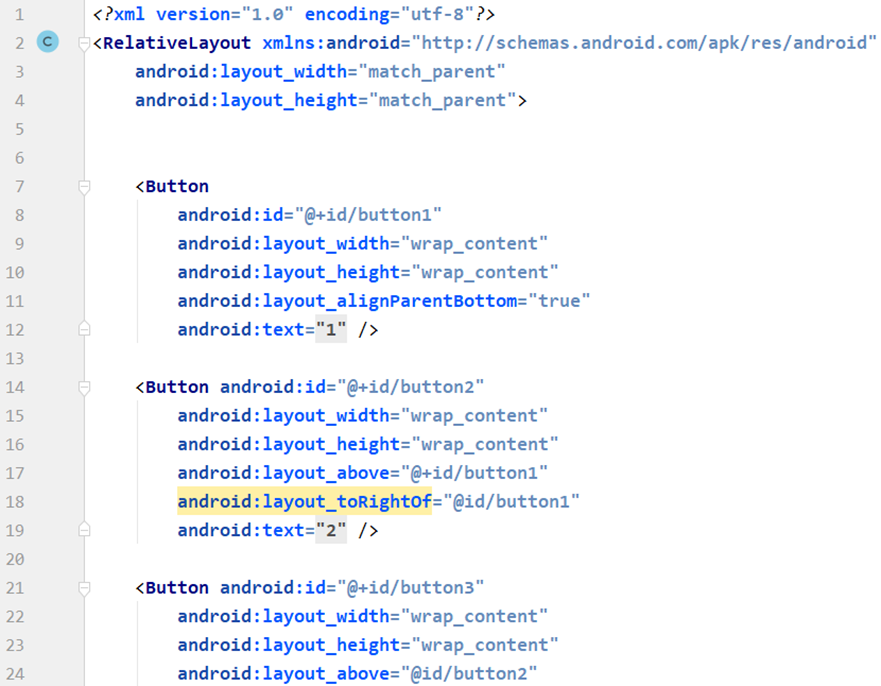 1 <?xml version="1.0" encoding="utf-8"?>
2 C <RelativeLayout xmlns:android="http://schemas.android.com/apk/res/android"
3 android:layout_width="match_parent"
4 android:layout_height="match_parent">
5
6
7 <Button
8 android:id="@+id/button1"
9 android:layout_width="wrap_content"
10 android:layout_height="wrap_content"
11 android:layout_alignParentBottom="true"
12 android:text="1" />
13
14 <Button android:id="@+id/button2"
15 android:layout_width="wrap_content"
16 android:layout_height="wrap_content"
17 android:layout_above="@+id/button1"
18 android:layout_toRightOf="@id/button1"
19 android:text="2" />
20
21 <Button android:id="@+id/button3"
22 android:layout_width="wrap_content"
23 android:layout_height="wrap_content"
24 android:layout_above="@id/button2"